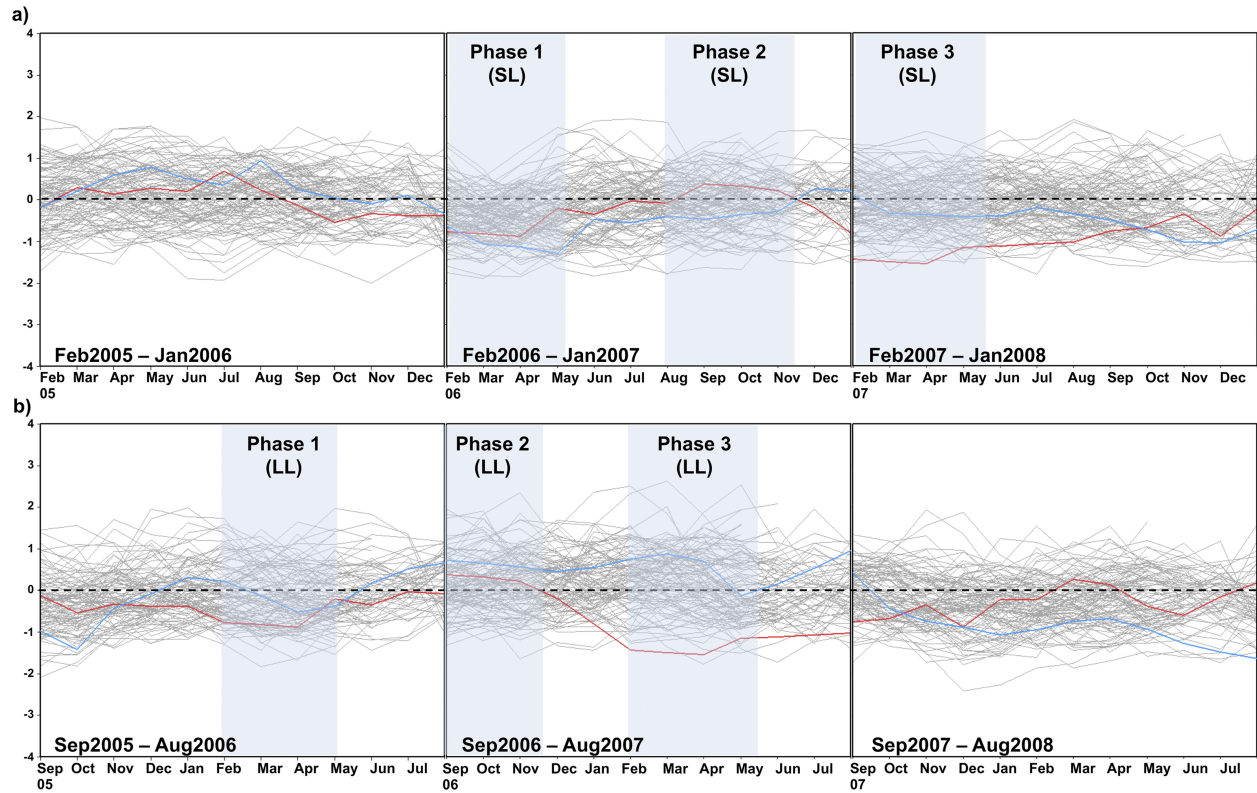 a)
4
3
2
1
0
-1
-2
-3
-4
Phase 1
(SL)
Phase 2
(SL)
Phase 3
(SL)
Feb2005 – Jan2006
Feb2006 – Jan2007
Feb2007 – Jan2008
Feb Mar Apr May Jun Jul Aug Sep Oct Nov Dec
05
Feb Mar Apr May Jun Jul Aug Sep Oct Nov Dec
06
Feb Mar Apr May Jun Jul Aug Sep Oct Nov Dec
07
b)
4
3
2
1
0
-1
-2
-3
-4
Phase 1
(LL)
Phase 2
(LL)
Phase 3
(LL)
Sep2005 – Aug2006
Sep2006 – Aug2007
Sep2007 – Aug2008
Sep Oct Nov Dec Jan Feb Mar Apr May Jun Jul
05
Sep Oct Nov Dec Jan Feb Mar Apr May Jun Jul
06
Sep Oct Nov Dec Jan Feb Mar Apr May Jun Jul
07